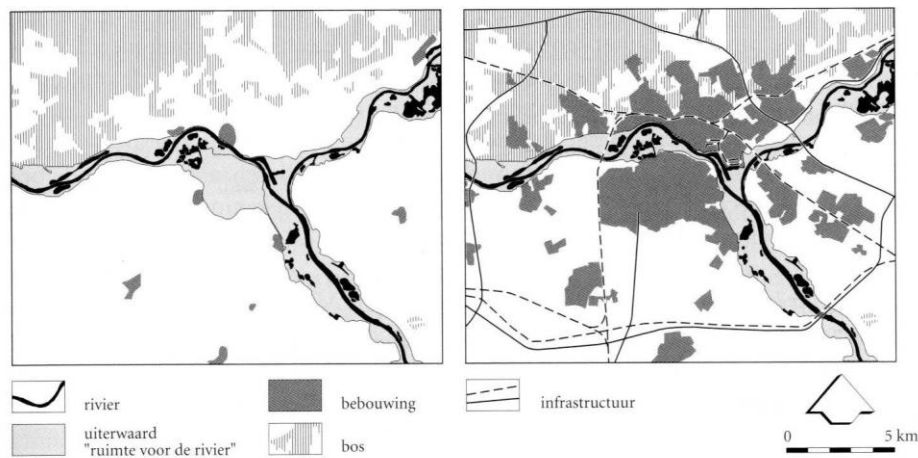 rivier
uiterwaard
"ruimte voor de rivier"
bebouwing
bos
infrastructuur
0 5 km